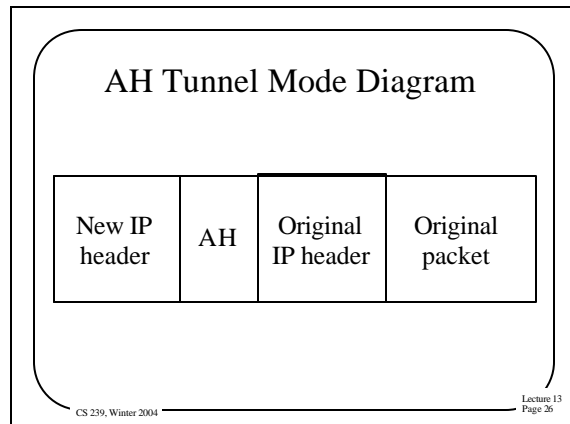 AH Tunnel Mode Diagram
New IP
header
AH
Original
IP header
Original
packet
CS 239, Winter 2004
Lecture 13
Page 26